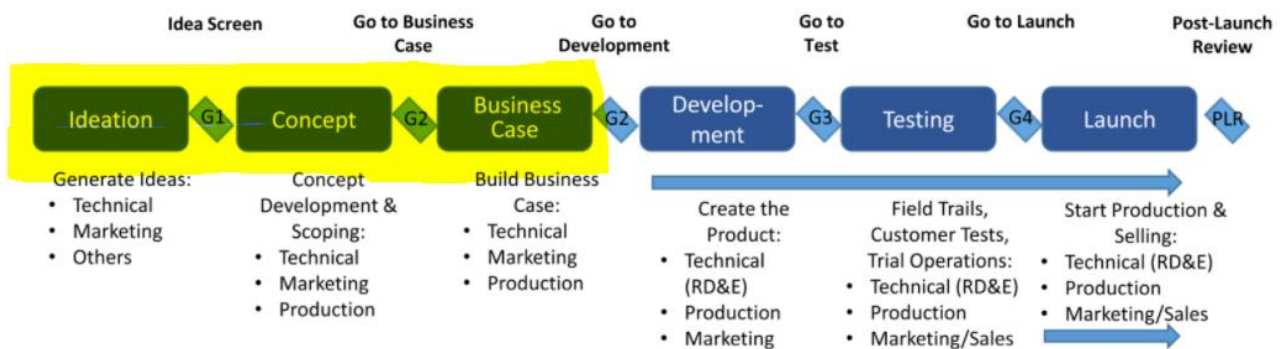 Idea Screen
Go to Business
Case
Go to
Development
Go to
Test
Go to Launch
Post-Launch
Review
Ideation
G1
Concept
G2
Business
Case
G2
Develop-
ment
G3
Testing
G4
Launch
PLR
Generate Ideas:
• Technical
• Marketing
• Others
Concept
Development &
Scoping:
• Technical
• Marketing
• Production
Build Business
Case:
• Technical
• Marketing
• Production
Create the
Product:
• Technical
(RD&E)
• Production
• Marketing
Field Trails,
Customer Tests,
Trial Operations:
• Technical (RD&E)
• Production
• Marketing/Sales
Start Production &
Selling:
• Technical (RD&E)
• Production
• Marketing/Sales